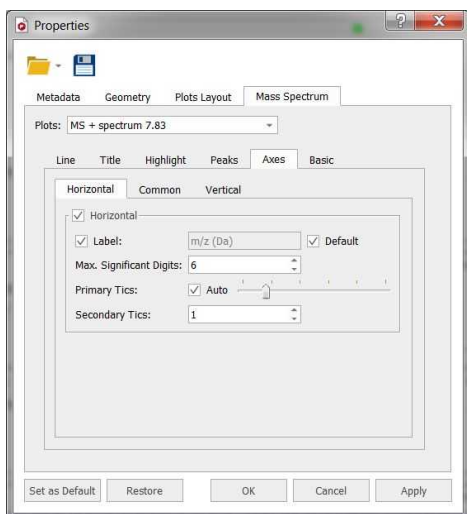 Properties
Metadata Geometry Plots Layout Mass Spectrum
Plots: MS + spectrum 7.83
Line Title Highlight Peaks Axes Basic
Horizontal Common Vertical
Horizontal
Label: m/z (Da) Default
Max. Significant Digits: 6
Primary Tics: Auto
Secondary Tics: 1
Set as Default Restore OK Cancel Apply